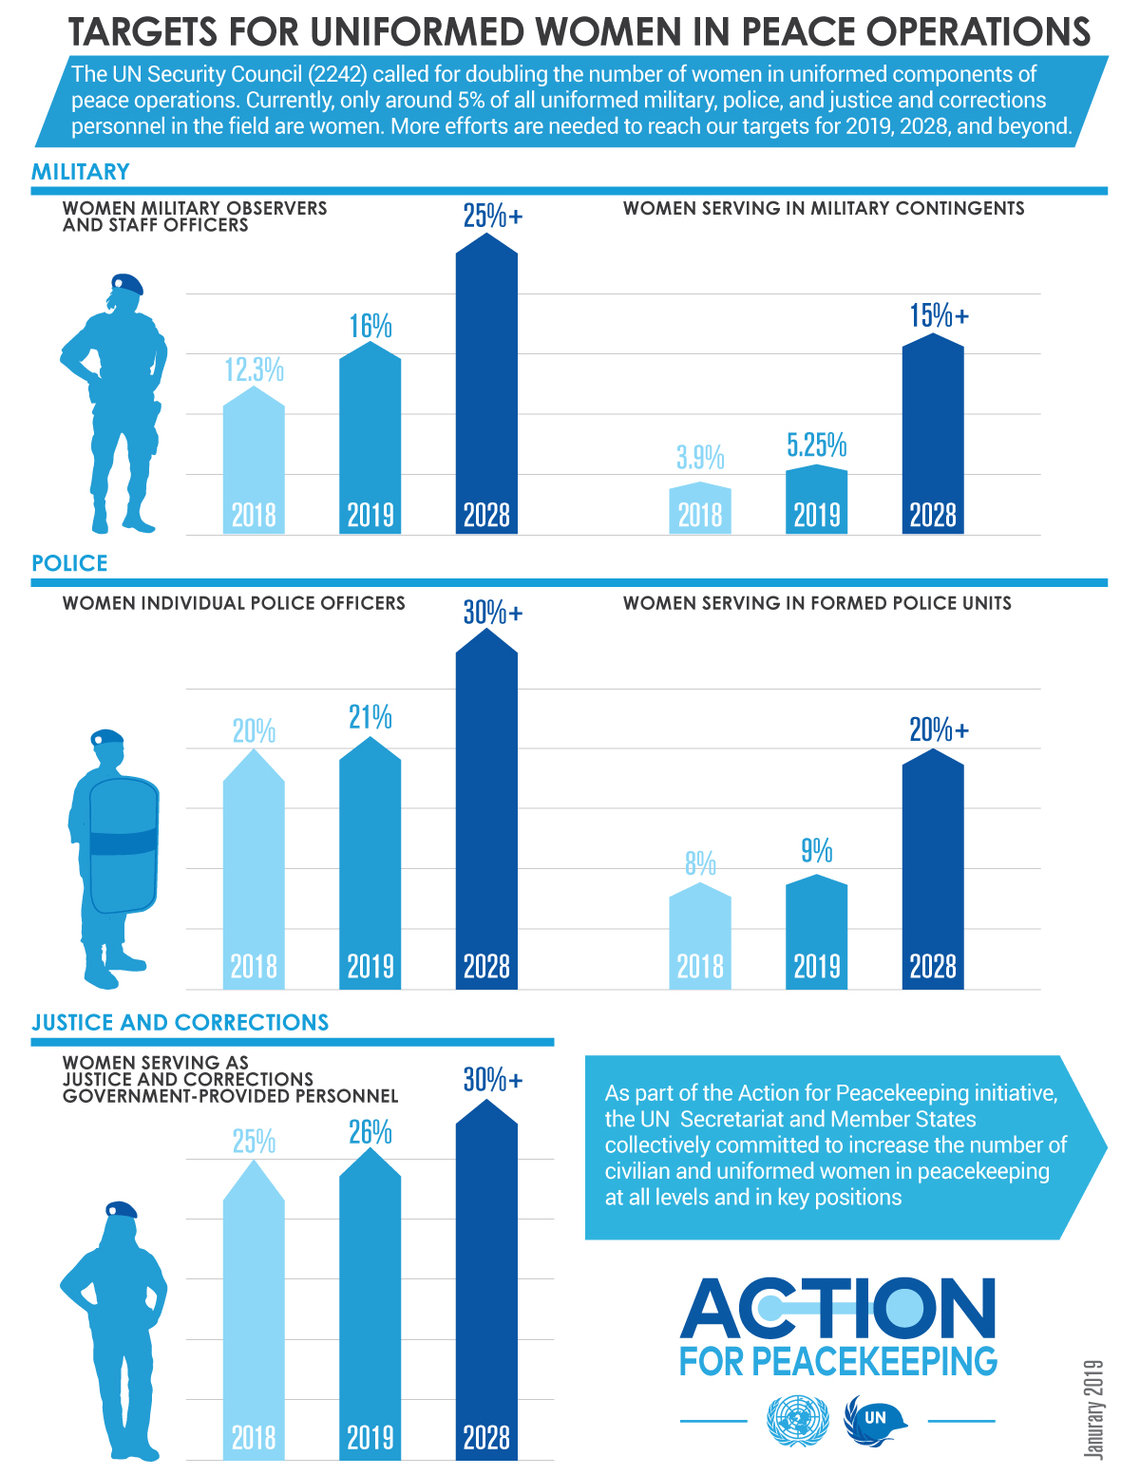 TARGETS FOR UNIFORMED WOMEN IN PEACE OPERATIONS
The UN Security Council (2242) called for doubling the number of women in uniformed components of
peace operations. Currently, only around 5% of all uniformed military, police, and justice and corrections
personnel in the field are women. More efforts are needed to reach our targets for 2019, 2028, and beyond.
MILITARY
WOMEN MILITARY OBSERVERS
AND STAFF OFFICERS
12.3%
16%
25%+
2018
2019
2028
WOMEN SERVING IN MILITARY CONTINGENTS
3.9%
5.25%
15%+
2018
2019
2028
POLICE
WOMEN INDIVIDUAL POLICE OFFICERS
20%
21%
30%+
2018
2019
2028
WOMEN SERVING IN FORMED POLICE UNITS
8%
9%
20%+
2018
2019
2028
JUSTICE AND CORRECTIONS
WOMEN SERVING AS
JUSTICE AND CORRECTIONS
GOVERNMENT-PROVIDED PERSONNEL
25%
26%
30%+
2018
2019
2028
As part of the Action for Peacekeeping initiative,
the UN Secretariat and Member States
collectively committed to increase the number of
civilian and uniformed women in peacekeeping
at all levels and in key positions
ACTION
FOR PEACEKEEPING
UN
Janurary 2019